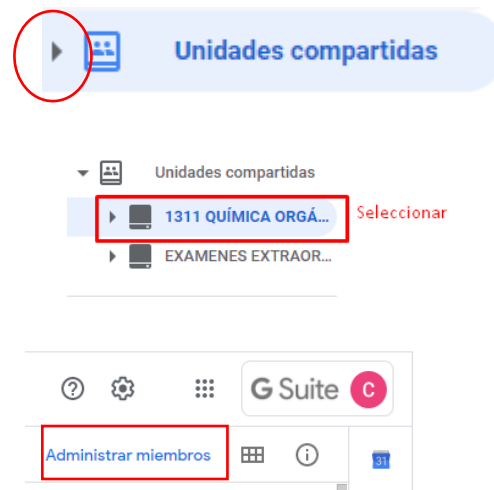 Unidades compartidas
Unidades compartidas
1311 QUÍMICA ORGÁ...
Seleccionar
EXAMENES EXTRAOR...
G Suite C
Administrar miembros
31